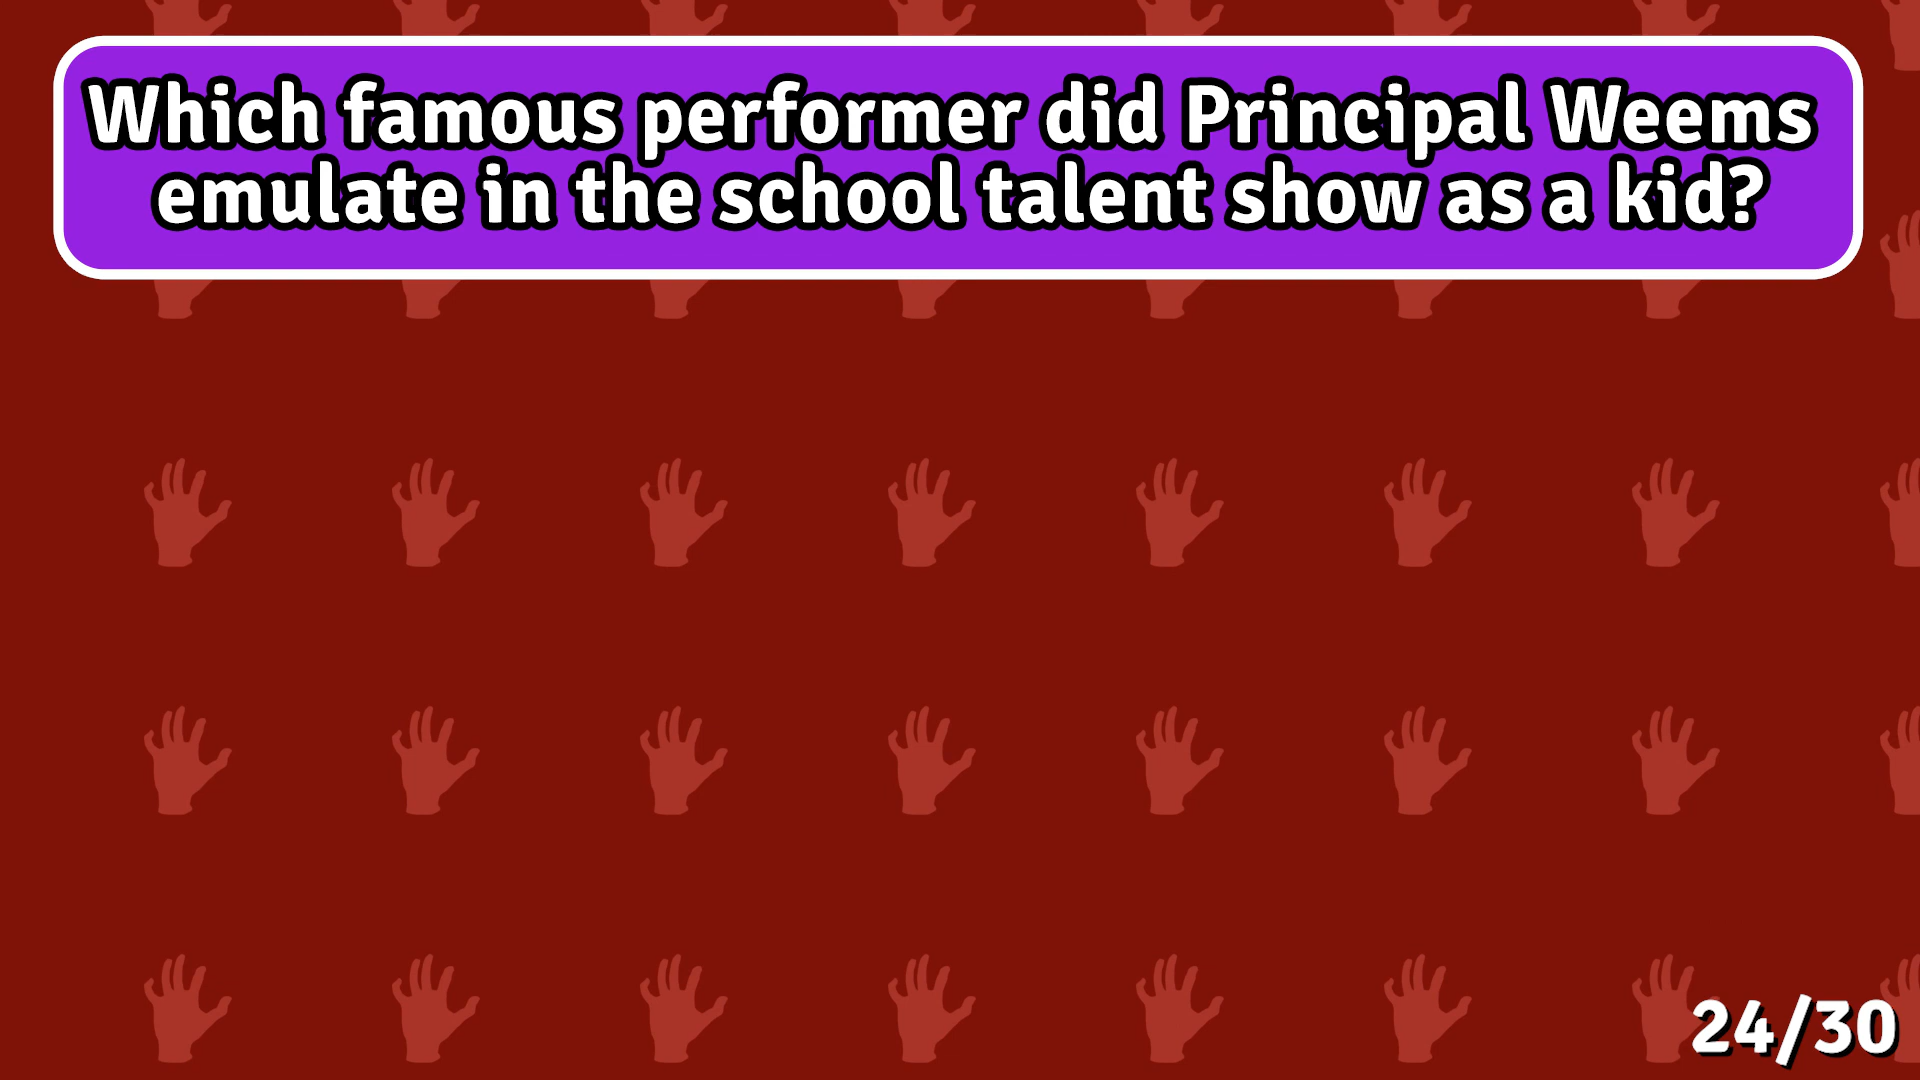 Which famous performer did Principal Weems
emulate in the school talent show as a kid?
24/30